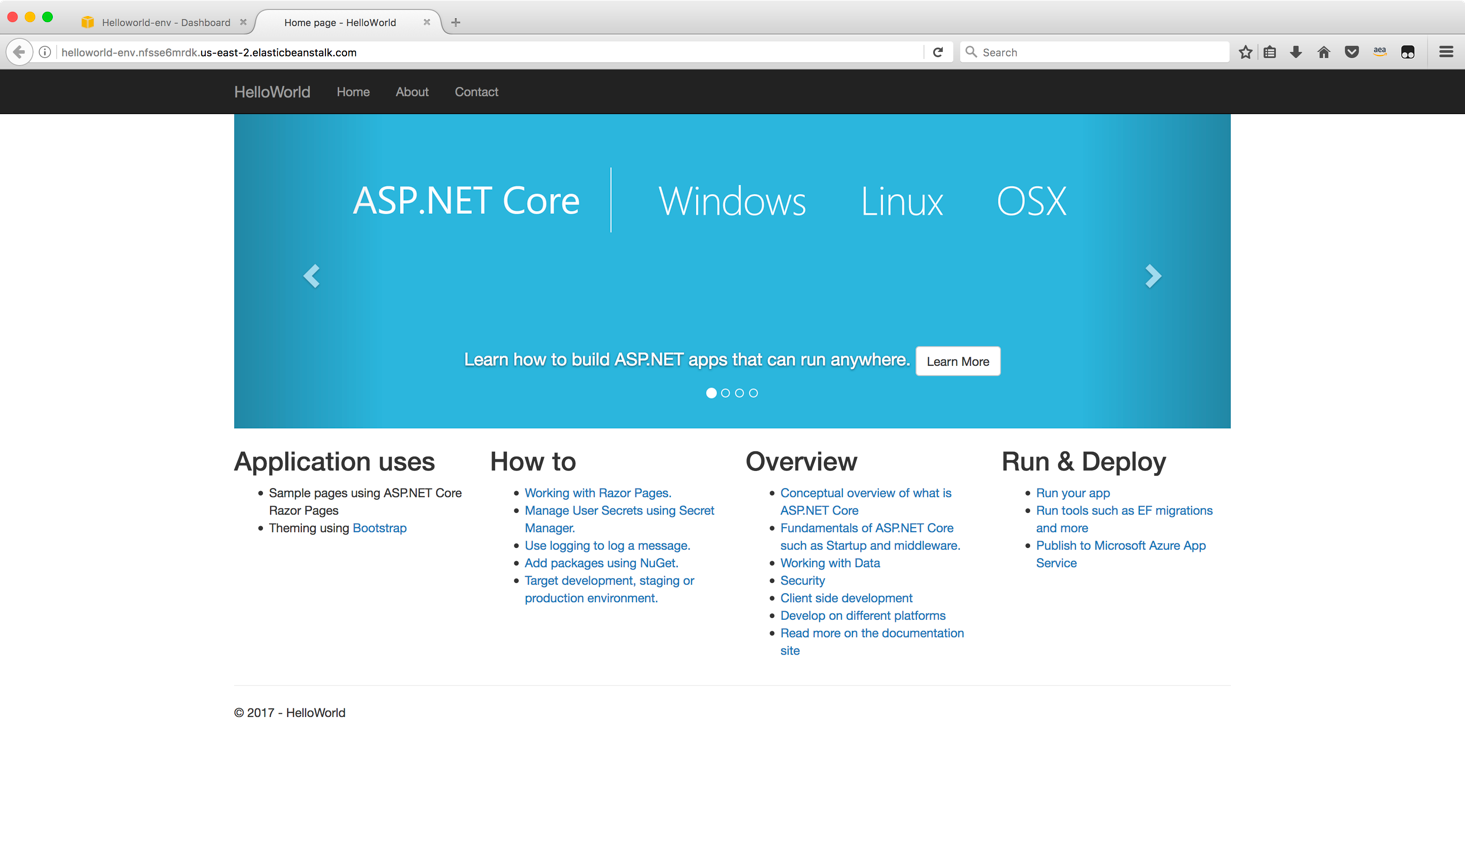 Helloworld-env - Dashboard
Home page - HelloWorld
helloworld-env.nfsse6mrdk.us-east-2.elasticbeanstalk.com
Search
aea
HelloWorld Home About Contact
ASP.NET Core Windows Linux OSX
Learn how to build ASP.NET apps that can run anywhere. Learn More
Application uses
Sample pages using ASP.NET Core
Razor Pages
Theming using Bootstrap
How to
Working with Razor Pages.
Manage User Secrets using Secret
Manager.
Use logging to log a message.
Add packages using NuGet.
Target development, staging or
production environment.
Overview
Conceptual overview of what is
ASP.NET Core
Fundamentals of ASP.NET Core
such as Startup and middleware.
Working with Data
Security
Client side development
Develop on different platforms
Read more on the documentation
site
Run & Deploy
Run your app
Run tools such as EF migrations
and more
Publish to Microsoft Azure App
Service
© 2017 - HelloWorld